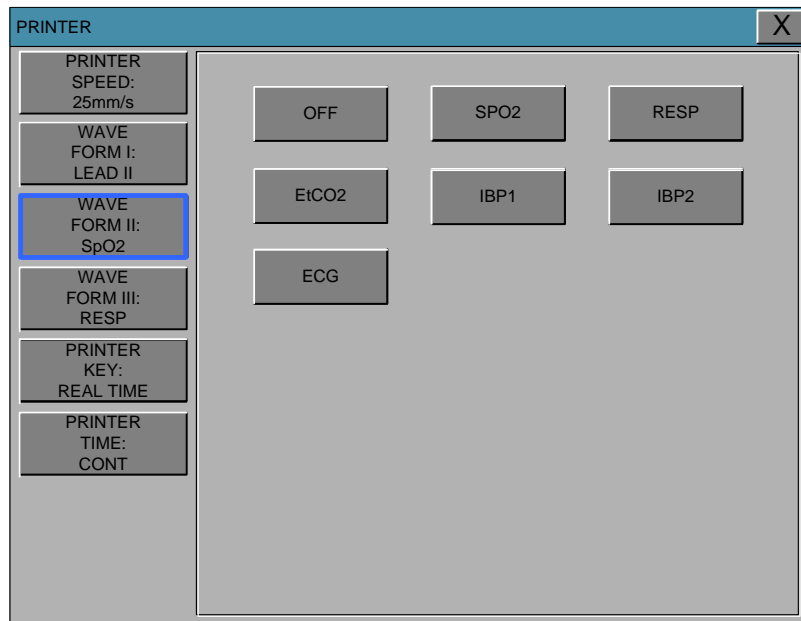 PRINTER
X
PRINTER
SPEED:
25mm/s
WAVE
FORM I:
LEAD II
WAVE
FORM II:
SpO2
WAVE
FORM III:
RESP
PRINTER
KEY:
REAL TIME
PRINTER
TIME:
CONT
OFF
SPO2
RESP
EtCO2
IBP1
IBP2
ECG